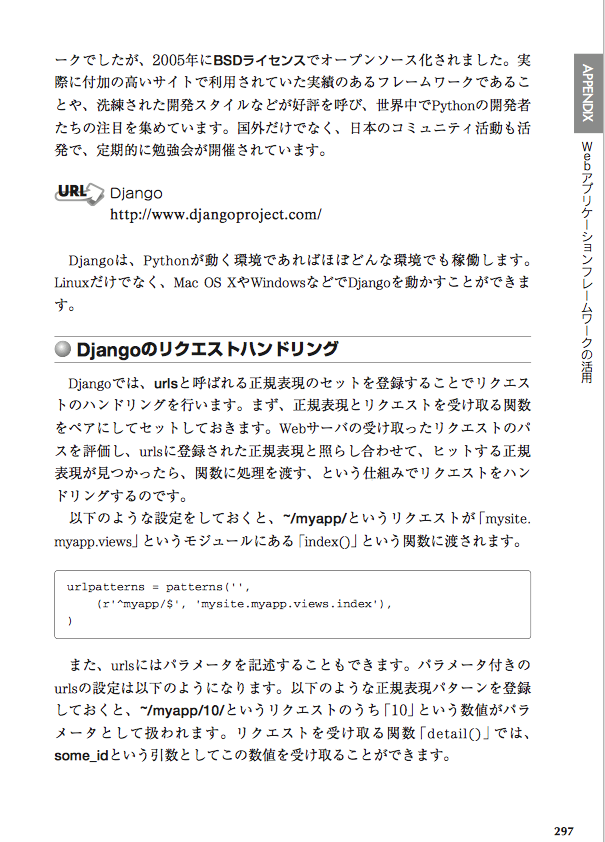 ークでしたが、2005年にBSDライセンスでオープンソース化されました。実
際に付加の高いサイトで利用されていた実績のあるフレームワークであるこ
とや、洗練された開発スタイルなどが好評を呼び、世界中でPythonの開発者
たちの注目を集めています。国外だけでなく、日本のコミュニティ活動も活
発で、定期的に勉強会が開催されています。
URL Django
http://www.djangoproject.com/
Djangoは、Pythonが動く環境であればほぼどんな環境でも稼働します。
Linuxだけでなく、Mac OS XやWindowsなどでDjangoを動かすことができま
す。
Djangoのリクエストハンドリング
Djangoでは、urlsと呼ばれる正規表現のセットを登録することでリクエス
トのハンドリングを行います。まず、正規表現とリクエストを受け取る関数
をペアにしてセットしておきます。Webサーバの受け取ったリクエストのパ
スを評価し、urlsに登録された正規表現と照らし合わせて、ヒットする正規
表現が見つかったら、関数に処理を渡す、という仕組みでリクエストをハン
ドリングするのです。
以下のような設定をしておくと、~/myapp/というリクエストが「mysite.
myapp.views」というモジュールにある「index()」という関数に渡されます。
urlpatterns = patterns('',
(r'^myapp/$', 'mysite.myapp.views.index'),
)
また、urlsにはパラメータを記述することもできます。パラメータ付きの
urlsの設定は以下のようになります。以下のような正規表現パターンを登録
しておくと、~/myapp/10/というリクエストのうち「10」という数値がパラ
メータとして扱われます。リクエストを受け取る関数「detail()」では、
some_idという引数としてこの数値を受け取ることができます。
APPENDIX
Webアプリケーションフレームワークの活用
297